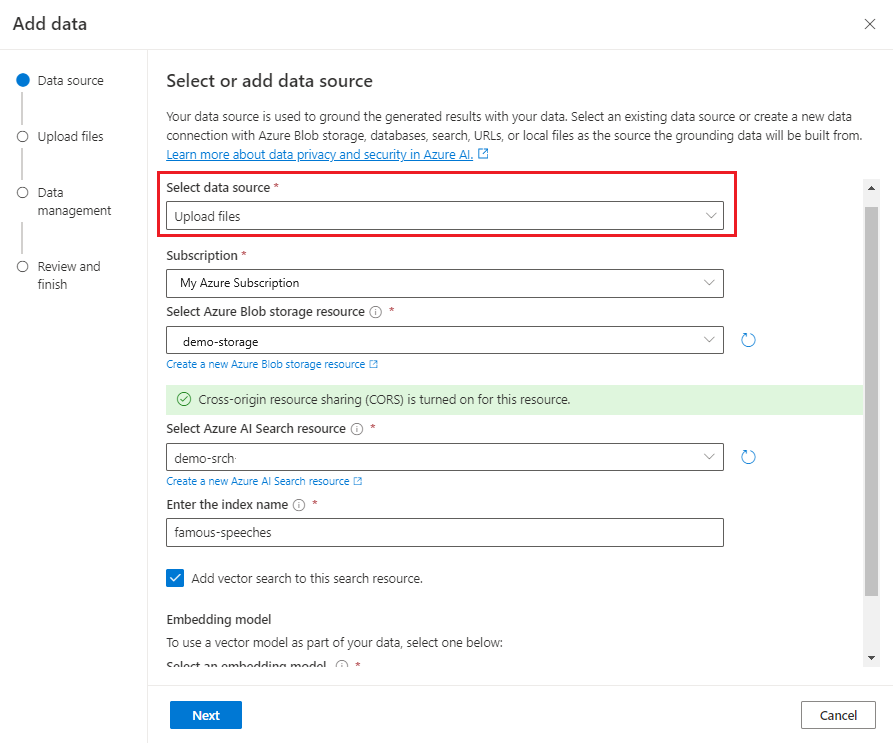 Add data
Data source
Upload files
Data
management
Review and
finish
Select or add data source
Your data source is used to ground the generated results with your data. Select an existing data source or create a new data
connection with Azure Blob storage, databases, search, URLs, or local files as the source the grounding data will be built from.
Learn more about data privacy and security in Azure AI.
Select data source *
Upload files
Subscription *
My Azure Subscription
Select Azure Blob storage resource *
demo-storage
Create a new Azure Blob storage resource
Cross-origin resource sharing (CORS) is turned on for this resource.
Select Azure AI Search resource *
demo-srch
Create a new Azure AI Search resource
Enter the index name *
famous-speeches
Add vector search to this search resource.
Embedding model
To use a vector model as part of your data, select one below:
Select an embedding model *
Next
Cancel